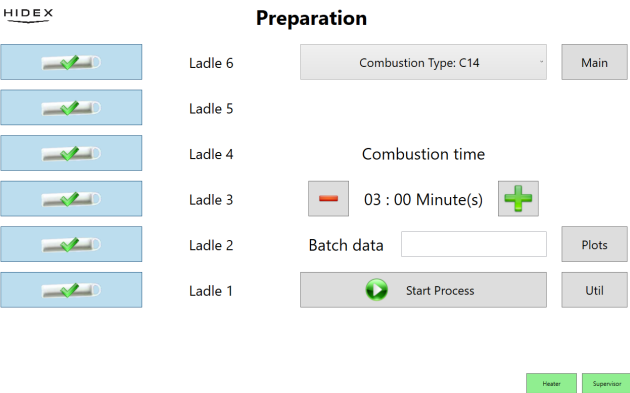 HIDEX
Preparation
Ladle 6
Combustion Type: C14
Main
Ladle 5
Ladle 4
Combustion time
Ladle 3
03 : 00 Minute(s)
Ladle 2
Batch data
Plots
Ladle 1
Start Process
Util
Heater
Supervisor